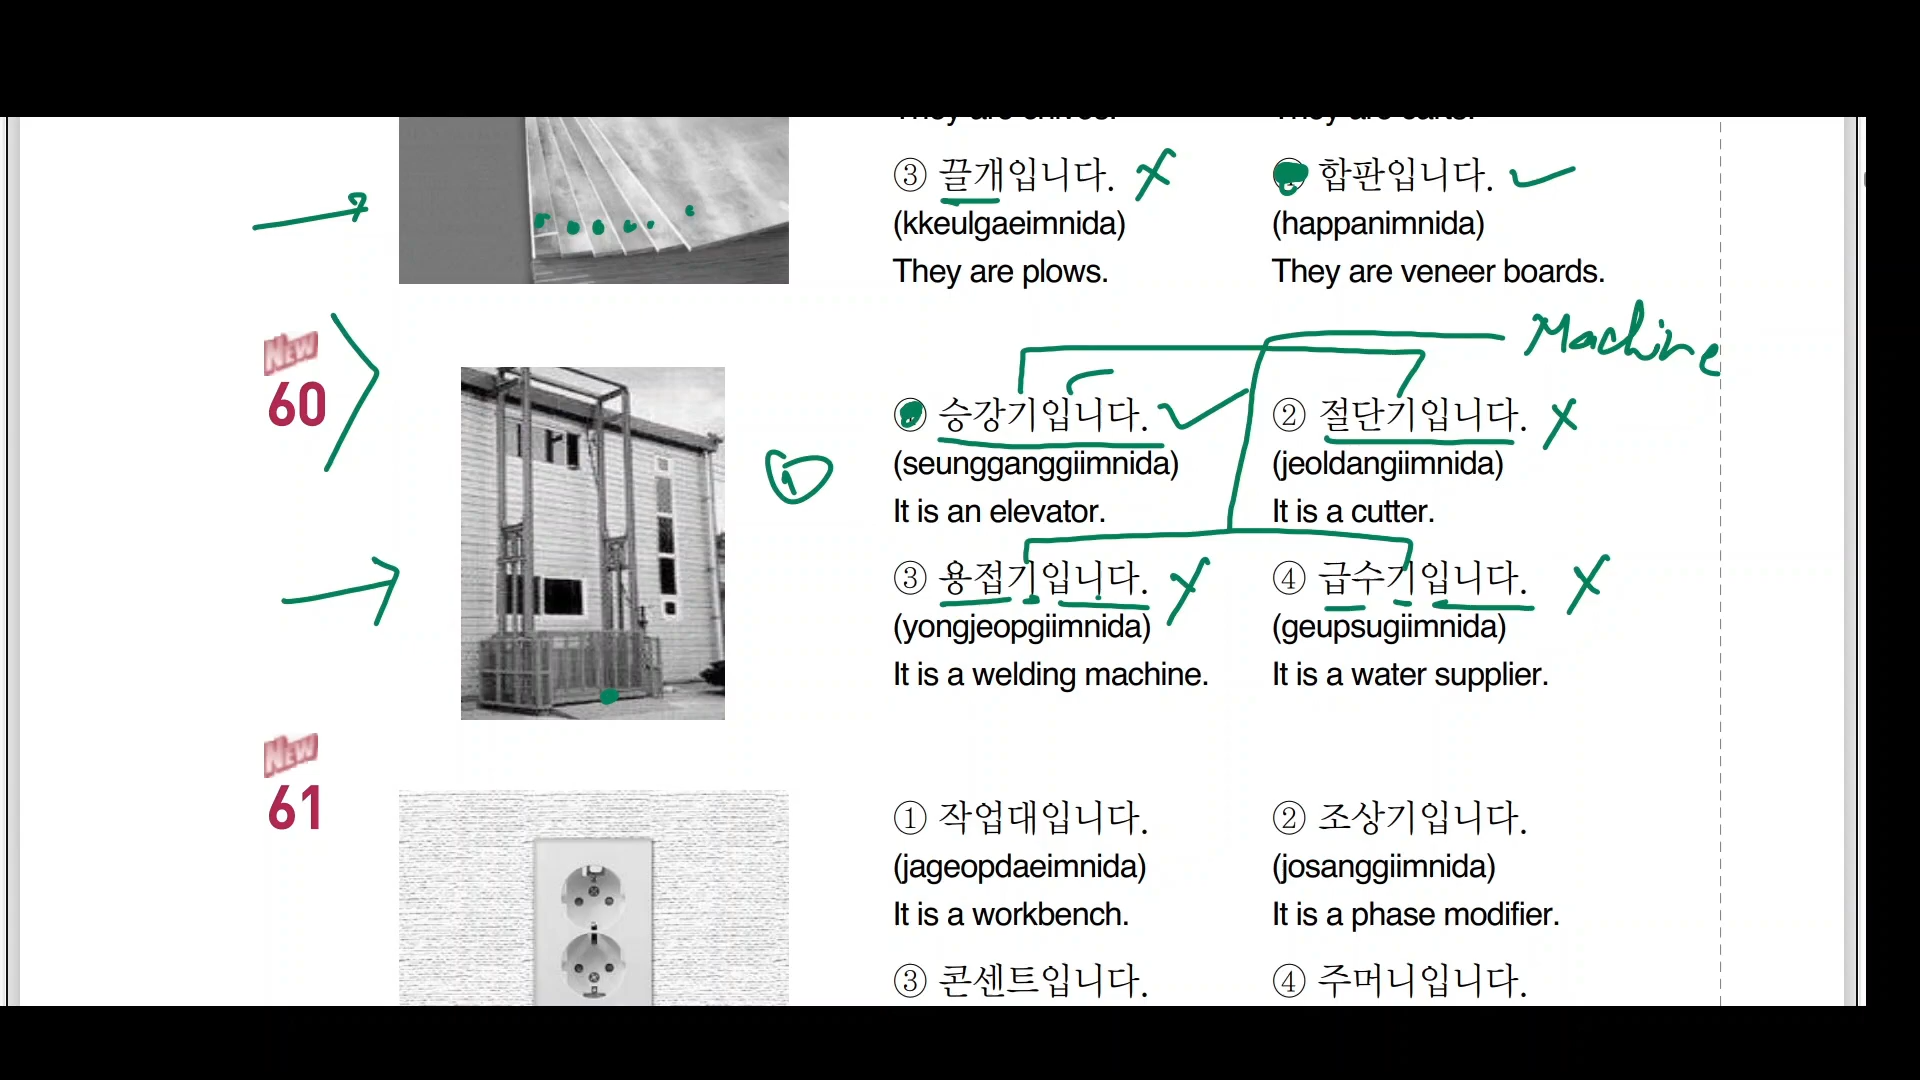 ③ 끌개입니다. 합판입니다.
(kkeulgaeimnida) (happanimnida)
They are plows. They are veneer boards.
Machine
NEW
60
승강기입니다. ② 절단기입니다.
(seungganggiimnida) (jeoldangiimnida)
It is an elevator. It is a cutter.
①
③ 용접기입니다. ④ 급수기입니다.
(yongjeopgiimnida) (geupsugiimnida)
It is a welding machine. It is a water supplier.
NEW
61
① 작업대입니다. ② 조상기입니다.
(jageopdaeimnida) (josanggiimnida)
It is a workbench. It is a phase modifier.
③ 콘센트입니다. ④ 주머니입니다.